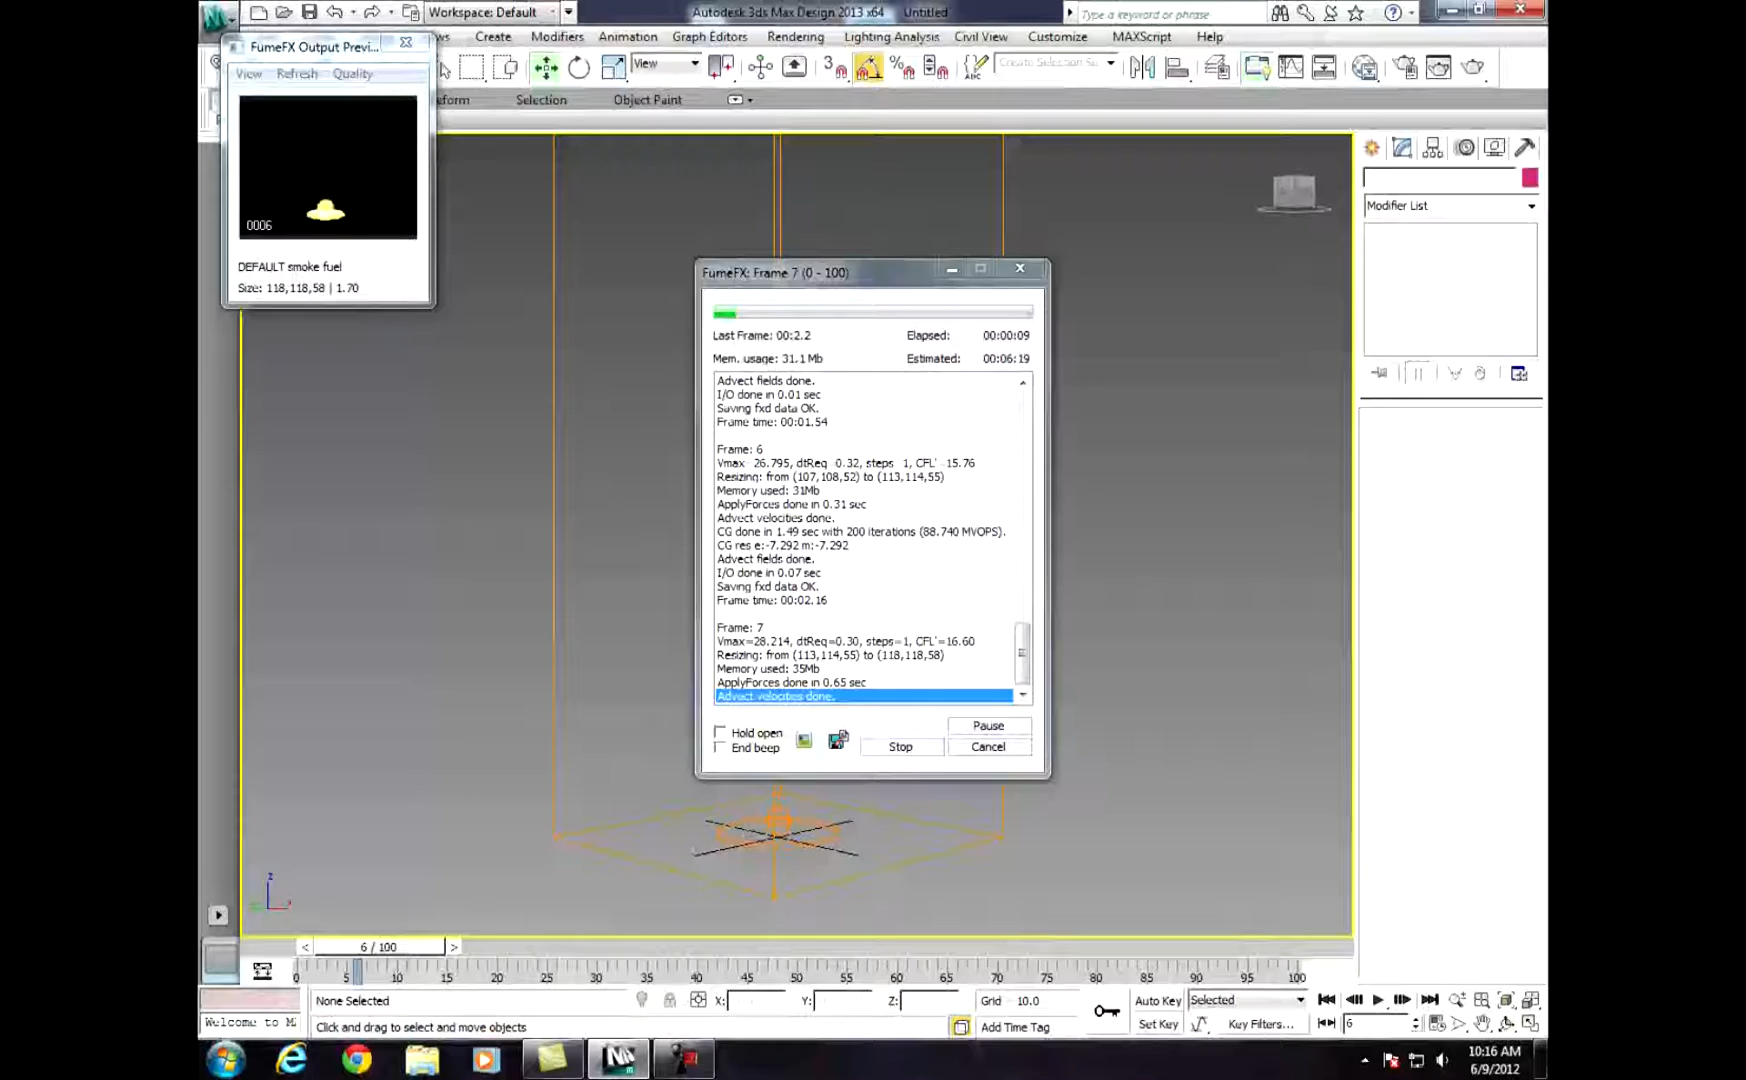 Workspace: Default
Autodesk 3ds Max Design 2013 x64 Untitled
Type a keyword or phrase
FumeFX Output Previ...
Create Modifiers Animation Graph Editors Rendering Lighting Analysis Civil View Customize MAXScript Help
View Refresh Quality
View
3
Selection Object Paint
0006
DEFAULT smoke fuel
Size: 118,118,58 | 1.70
Modifier List
FumeFX: Frame 7 (0 - 100)
Last Frame: 00:2.2 Elapsed: 00:00:09
Mem. usage: 31.1Mb Estimated: 00:06:19
Advect fields done.
I/O done in 0.01 sec
Saving fxd data OK.
Frame time: 00:01.54
Frame: 6
Vmax=26.795, dtReq=0.32, steps=1, CFL'=15.76
Resizing: from (107,108,52) to (113,114,55)
Memory used: 31Mb
ApplyForces done in 0.31 sec
Advect velocities done.
CG done in 1.49 sec with 200 iterations (88.740 MVOPS).
CG res e:-7.292 m:-7.292
Advect fields done.
I/O done in 0.07 sec
Saving fxd data OK.
Frame time: 00:02.16
Frame: 7
Vmax=28.214, dtReq=0.30, steps=1, CFL'=16.60
Resizing: from (113,114,55) to (118,118,58)
Memory used: 35Mb
ApplyForces done in 0.65 sec
Advect velocities done.
Hold open
End beep
Pause
Stop Cancel
z
< 6 / 100 >
0 5 10 15 20 25 30 35 40 45 50 55 60 65 70 75 80 85 90 95 100
None Selected X: Y: Z: Grid = 10.0 Auto Key Selected
Welcome to M
Click and drag to select and move objects Add Time Tag Set Key Key Filters... 6
10:16 AM
6/9/2012